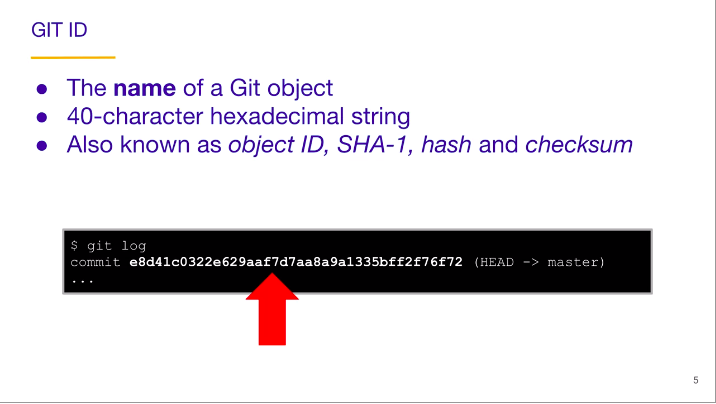 GIT ID
● The name of a Git object
● 40-character hexadecimal string
● Also known as object ID, SHA-1, hash and checksum
$ git log
commit e8d41c0322e629aaf7d7aa8a9a1335bff2f76f72 (HEAD -> master)
...
5